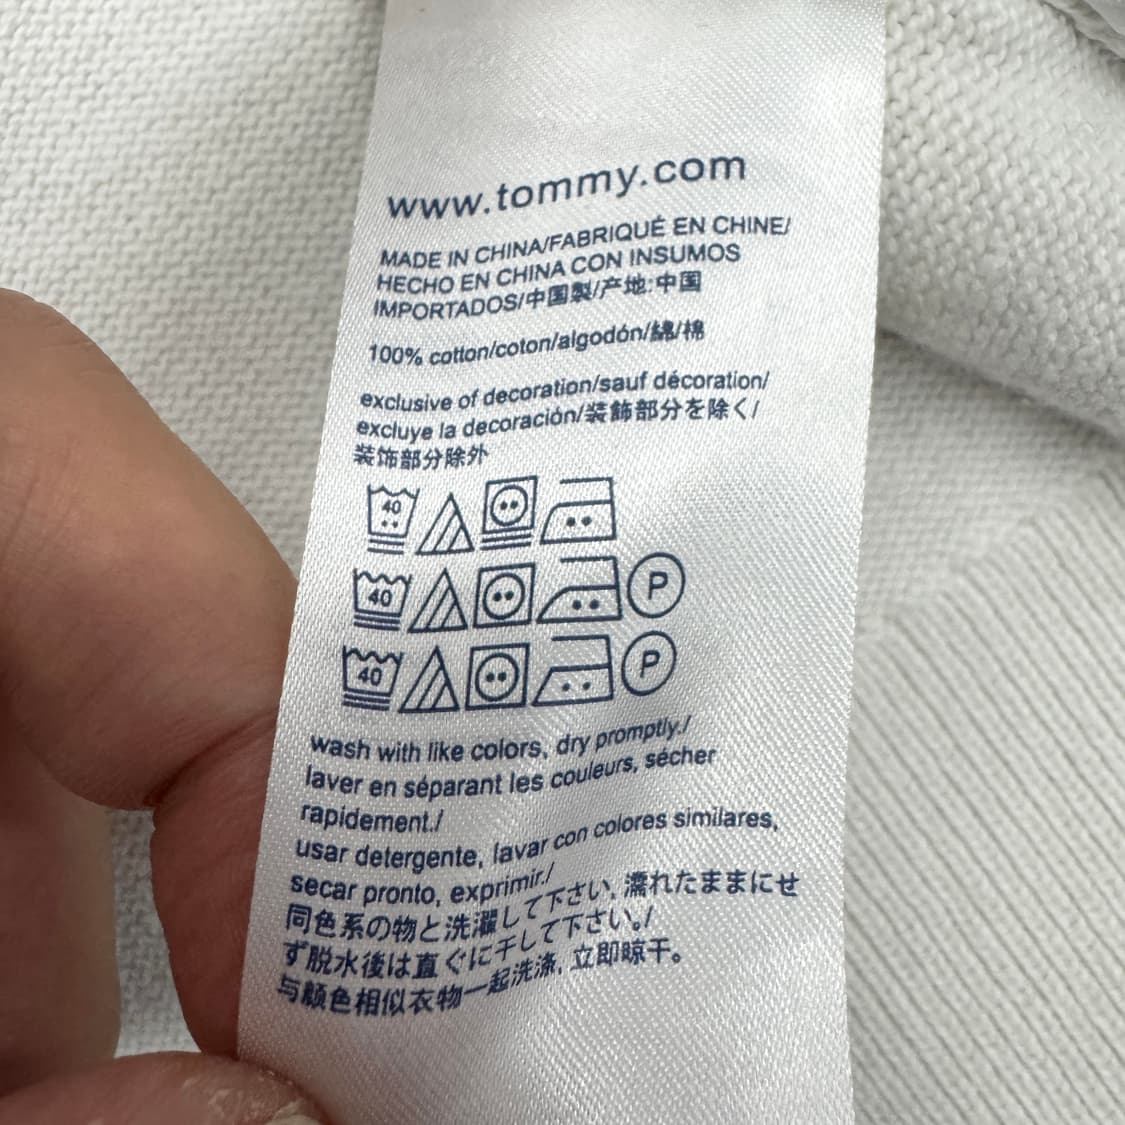 www.tommy.com
MADE IN CHINA/FABRIQUÉ EN CHINE/
HECHO EN CHINA CON INSUMOS
IMPORTADOS/中国製/产地:中国
100% cotton/coton/algodón/綿/棉
exclusive of decoration/sauf décoration/
excluye la decoración/装飾部分を除く/
装饰部分除外
40
40 P
40 P
wash with like colors, dry promptly./
laver en séparant les couleurs, sécher
rapidement./
usar detergente, lavar con colores similares,
secar pronto, exprimir./
同色系の物と洗濯して下さい, 濡れたままにせ
ず脱水後は直ぐに干して下さい。/
与颜色相似衣物一起洗涤, 立即晾干。